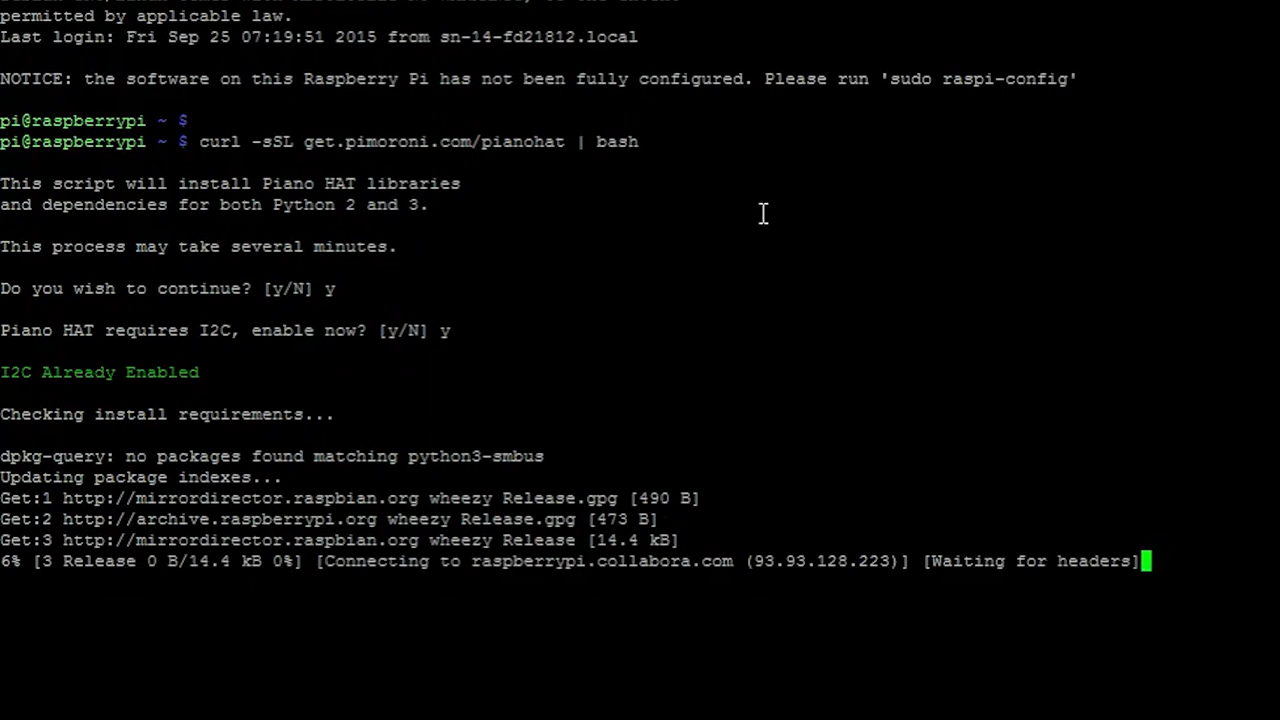 permitted by applicable law.
Last login: Fri Sep 25 07:19:51 2015 from sn-14-fd21812.local
NOTICE: the software on this Raspberry Pi has not been fully configured. Please run 'sudo raspi-config'
pi@raspberrypi ~ $
pi@raspberrypi ~ $ curl -sSL get.pimoroni.com/pianohat | bash
This script will install Piano HAT libraries
and dependencies for both Python 2 and 3.
This process may take several minutes.
Do you wish to continue? [y/N] y
Piano HAT requires I2C, enable now? [y/N] y
I2C Already Enabled
Checking install requirements...
dpkg-query: no packages found matching python3-smbus
Updating package indexes...
Get:1 http://mirrordirector.raspbian.org wheezy Release.gpg [490 B]
Get:2 http://archive.raspberrypi.org wheezy Release.gpg [473 B]
Get:3 http://mirrordirector.raspbian.org wheezy Release [14.4 kB]
6% [3 Release 0 B/14.4 kB 0%] [Connecting to raspberrypi.collabora.com (93.93.128.223)] [Waiting for headers]